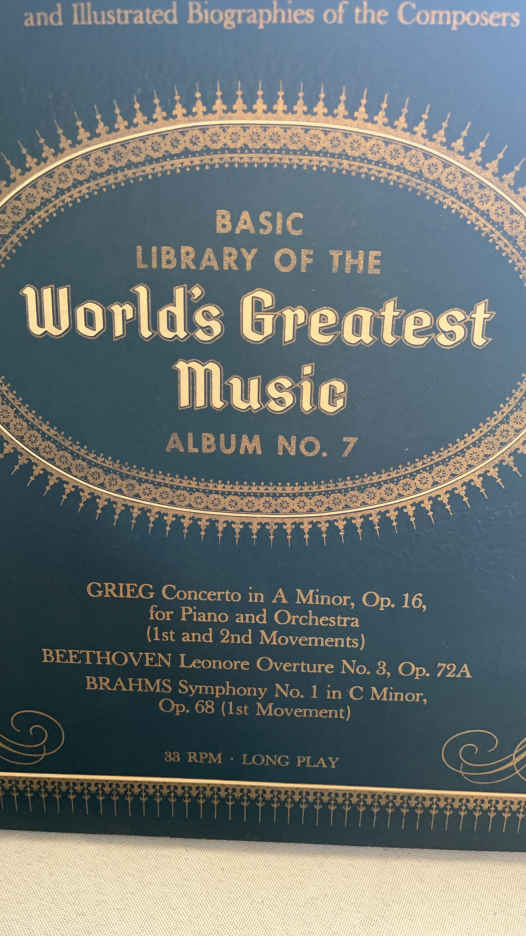 and Illustrated Biographies of the Composers
BASIC
LIBRARY OF THE
World's Greatest
Music
ALBUM NO. 7
GRIEG Concerto in A Minor, Op. 16,
for Piano and Orchestra
(1st and 2nd Movements)
BEETHOVEN Leonore Overture No. 3, Op. 72A
BRAHMS Symphony No. 1 in C Minor,
Op. 68 (1st Movement)
33 RPM · LONG PLAY